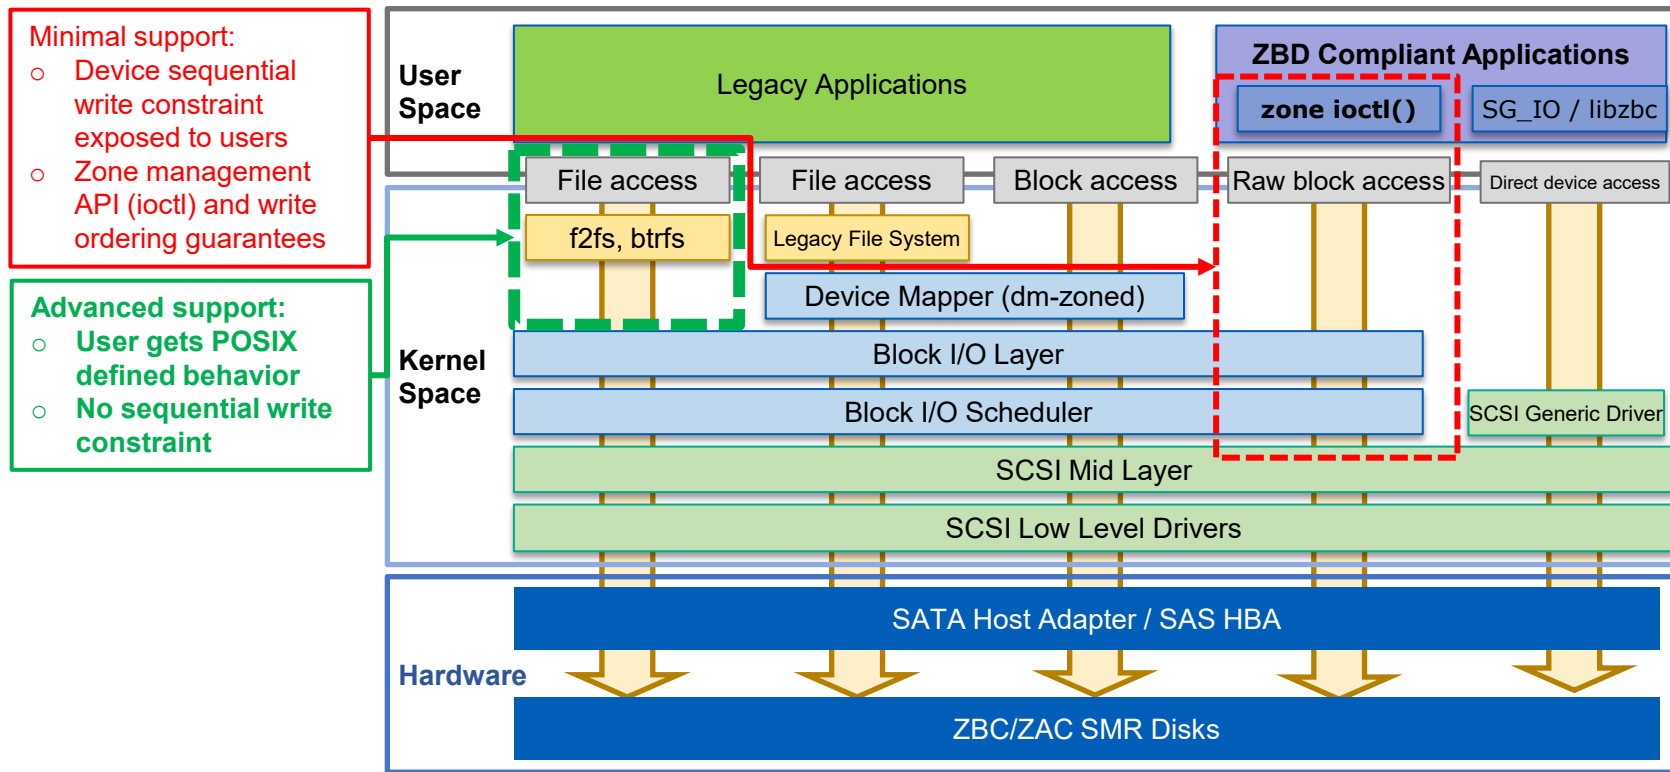 Minimal support:
o Device sequential
write constraint
exposed to users
o Zone management
API (ioctl) and write
ordering guarantees
Advanced support:
o User gets POSIX
defined behavior
o No sequential write
constraint
User
Space
Legacy Applications
ZBD Compliant Applications
zone ioctl()
SG_IO / libzbc
File access
File access
Block access
Raw block access
Direct device access
Kernel
Space
f2fs, btrfs
Legacy File System
Device Mapper (dm-zoned)
Block I/O Layer
Block I/O Scheduler
SCSI Generic Driver
SCSI Mid Layer
SCSI Low Level Drivers
Hardware
SATA Host Adapter / SAS HBA
ZBC/ZAC SMR Disks